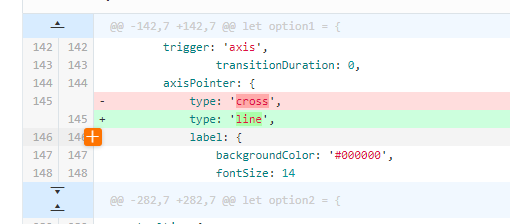 @@ -142,7 +142,7 @@ let option1 = {
142 142 trigger: 'axis',
143 143 transitionDuration: 0,
144 144 axisPointer: {
145 - type: 'cross',
145 + type: 'line',
146 146 label: {
147 147 backgroundColor: '#000000',
148 148 fontSize: 14
@@ -282,7 +282,7 @@ let option2 = {